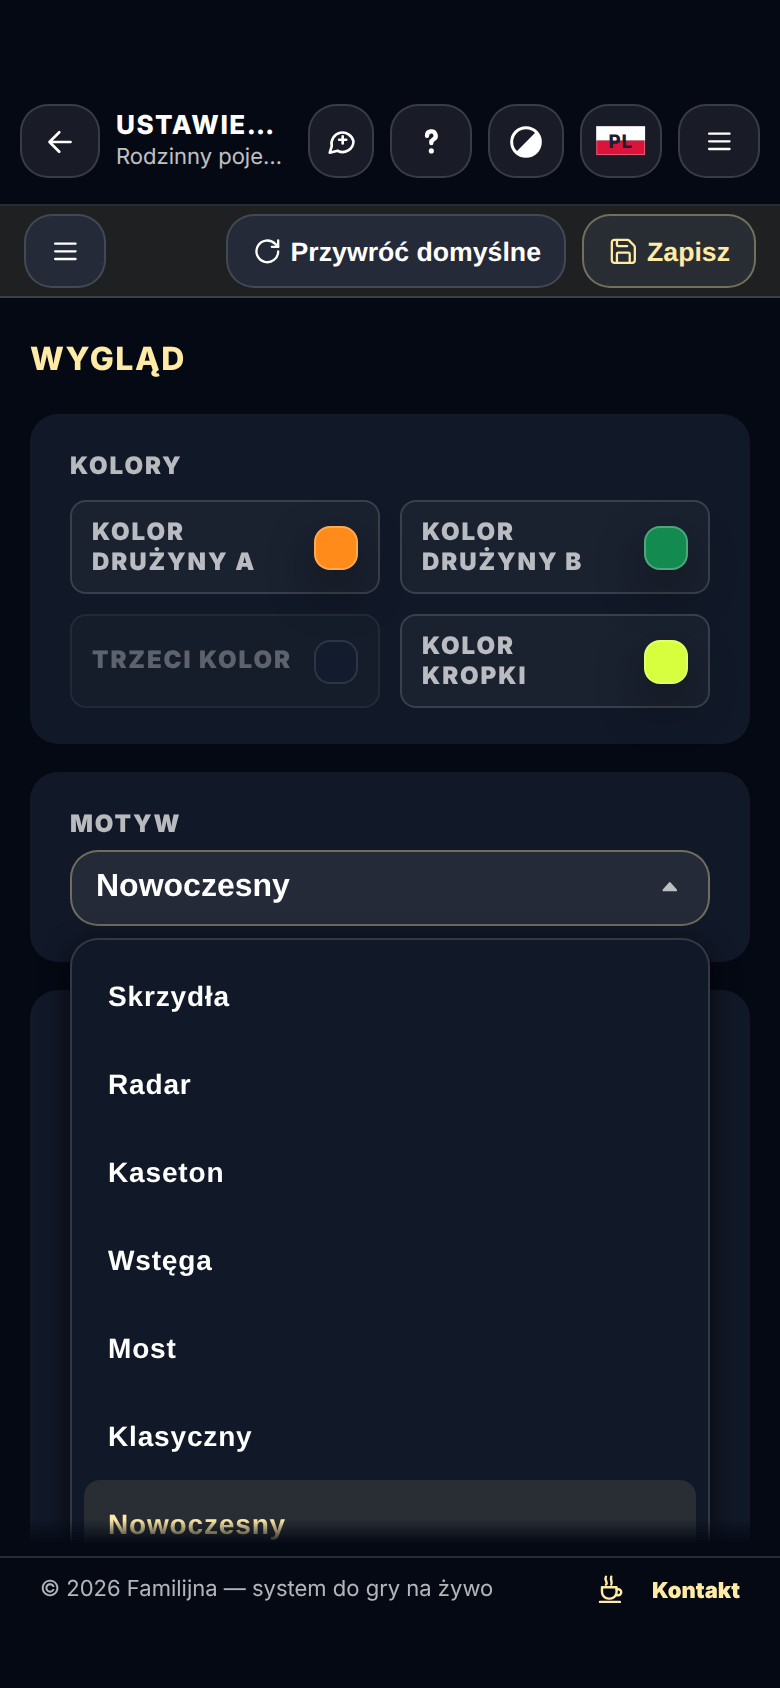 USTAWIE...
Rodzinny poje...
?
PL
Przywróć domyślne
Zapisz
WYGLĄD
KOLORY
KOLOR
DRUŻYNY A
KOLOR
DRUŻYNY B
TRZECI KOLOR
KOLOR
KROPKI
MOTYW
Nowoczesny
Skrzydła
Radar
Kaseton
Wstęga
Most
Klasyczny
Nowoczesny
© 2026 Familijna — system do gry na żywo
Kontakt